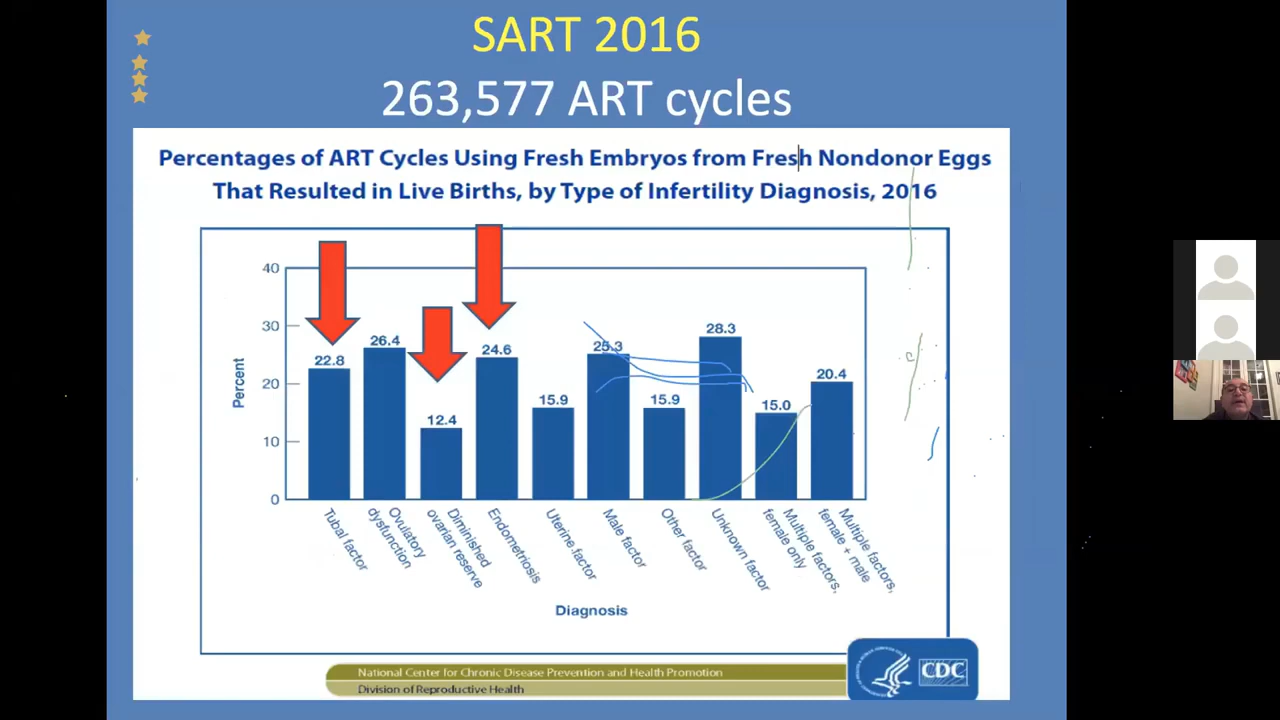 SART 2016
263,577 ART cycles
Percentages of ART Cycles Using Fresh Embryos from Fresh Nondonor Eggs
That Resulted in Live Births, by Type of Infertility Diagnosis, 2016
40
30
20
10
0
Percent
22.8
26.4
12.4
24.6
15.9
25.3
15.9
28.3
15.0
20.4
Tubal factor
Ovulatory
dysfunction
Diminished
ovarian reserve
Endometriosis
Uterine factor
Male factor
Other factor
Unknown factor
Multiple factors,
female only
Multiple factors,
female + male
Diagnosis
National Center for Chronic Disease Prevention and Health Promotion
Division of Reproductive Health
CDC